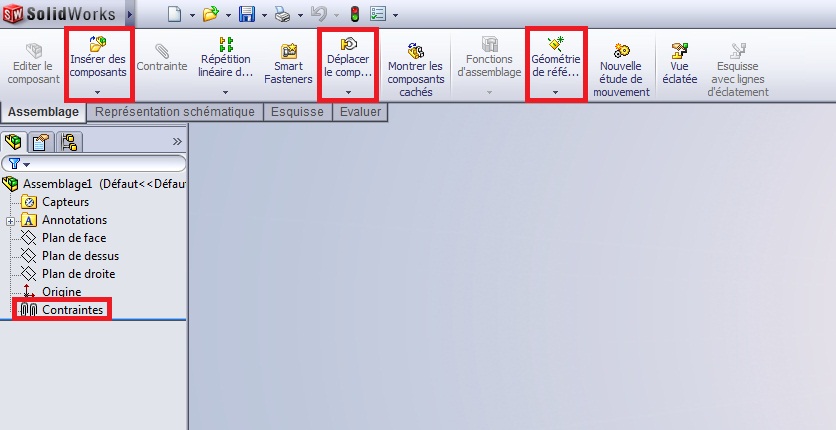 SW SolidWorks
Editer le composant
Insérer des composants
Contrainte
Répétition linéaire d...
Smart Fasteners
Déplacer le comp...
Montrer les composants cachés
Fonctions d'assemblage
Géométrie de réfé...
Nouvelle étude de mouvement
Vue éclatée
Esquisse avec lignes d'éclatement
Assemblage
Représentation schématique
Esquisse
Evaluer
Assemblage1 (Défaut<<Défau
Capteurs
A Annotations
Plan de face
Plan de dessus
Plan de droite
Origine
Contraintes